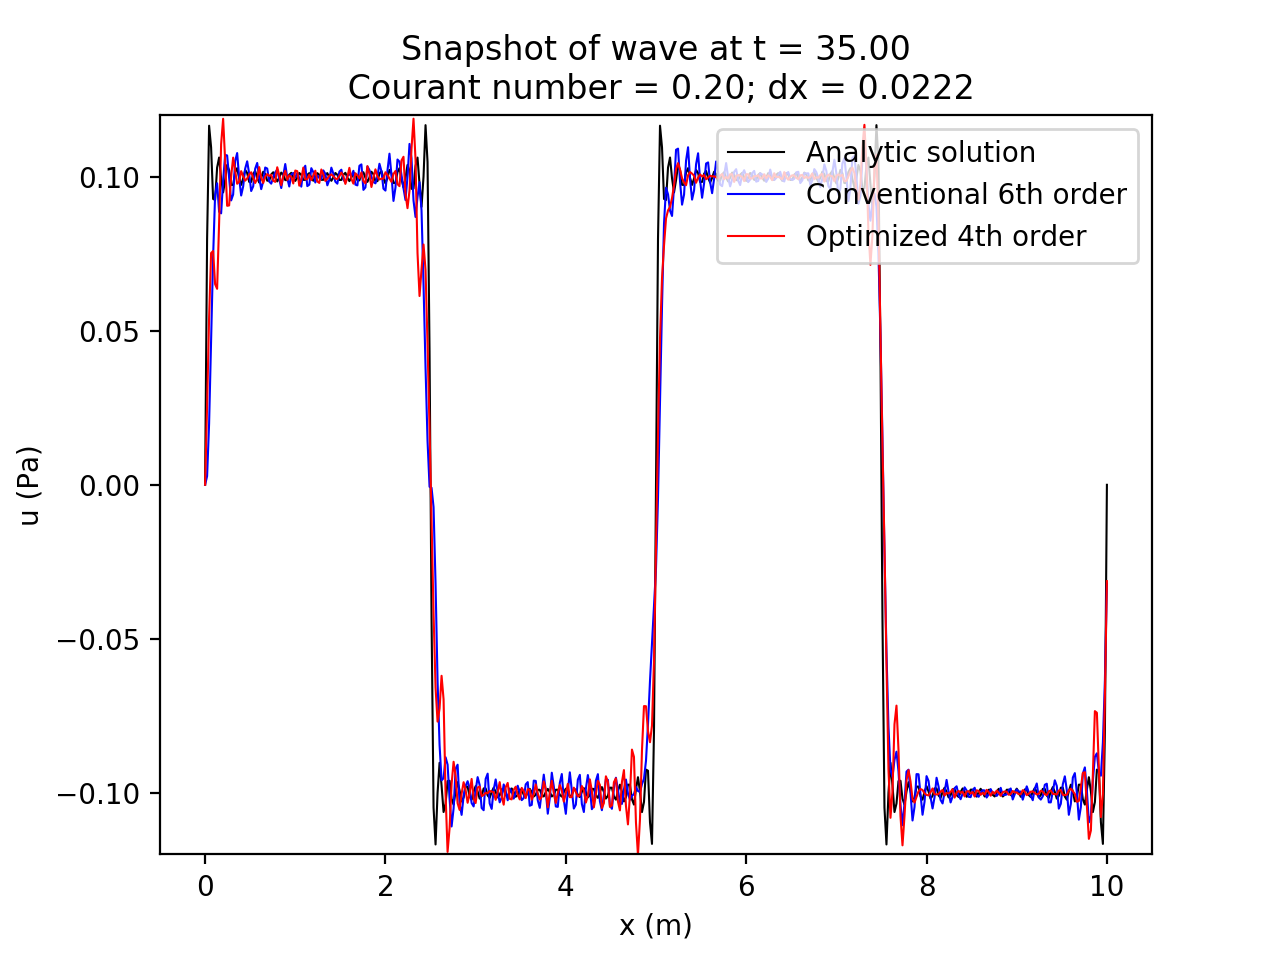 Snapshot of wave at t = 35.00
Courant number = 0.20; dx = 0.0222
Analytic solution
Conventional 6th order
Optimized 4th order
0.10
0.05
0.00
−0.05
−0.10
u (Pa)
0 2 4 6 8 10
x (m)